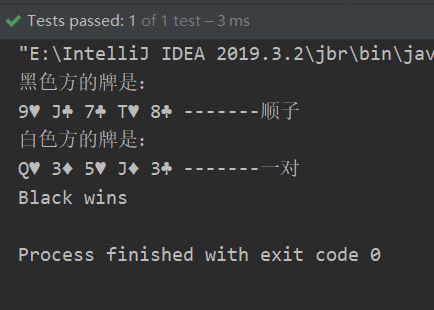 Tests passed: 1 of 1 test – 3 ms
"E:\IntelliJ IDEA 2019.3.2\jbr\bin\jav
黑色方的牌是:
9♥ J♣ 7♣ T♥ 8♣ -------顺子
白色方的牌是:
Q♥ 3♦ 5♥ J♦ 3♣ -------一对
Black wins
Process finished with exit code 0